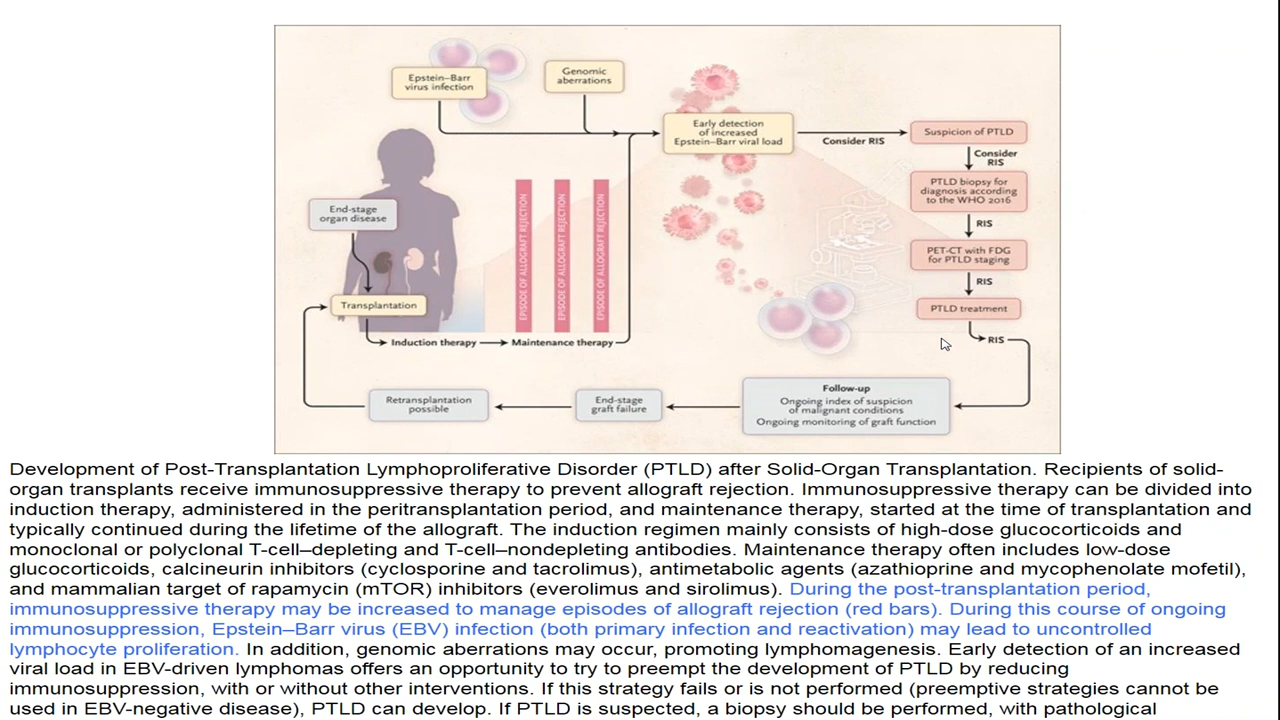 Epstein–Barr
virus infection
Genomic
aberrations
Early detection
of increased
Epstein–Barr viral load
Consider RIS
Suspicion of PTLD
Consider
RIS
PTLD biopsy for
diagnosis according
to the WHO 2016
RIS
PET-CT with FDG
for PTLD staging
RIS
PTLD treatment
RIS
End-stage
organ disease
Transplantation
Induction therapy
Maintenance therapy
EPISODE OF ALLOGRAFT REJECTION
EPISODE OF ALLOGRAFT REJECTION
EPISODE OF ALLOGRAFT REJECTION
Follow-up
Ongoing index of suspicion
of malignant conditions
Ongoing monitoring of graft function
End-stage
graft failure
Retransplantation
possible
Development of Post-Transplantation Lymphoproliferative Disorder (PTLD) after Solid-Organ Transplantation. Recipients of solid-
organ transplants receive immunosuppressive therapy to prevent allograft rejection. Immunosuppressive therapy can be divided into
induction therapy, administered in the peritransplantation period, and maintenance therapy, started at the time of transplantation and
typically continued during the lifetime of the allograft. The induction regimen mainly consists of high-dose glucocorticoids and
monoclonal or polyclonal T-cell–depleting and T-cell–nondepleting antibodies. Maintenance therapy often includes low-dose
glucocorticoids, calcineurin inhibitors (cyclosporine and tacrolimus), antimetabolic agents (azathioprine and mycophenolate mofetil),
and mammalian target of rapamycin (mTOR) inhibitors (everolimus and sirolimus). During the post-transplantation period,
immunosuppressive therapy may be increased to manage episodes of allograft rejection (red bars). During this course of ongoing
immunosuppression, Epstein–Barr virus (EBV) infection (both primary infection and reactivation) may lead to uncontrolled
lymphocyte proliferation. In addition, genomic aberrations may occur, promoting lymphomagenesis. Early detection of an increased
viral load in EBV-driven lymphomas offers an opportunity to try to preempt the development of PTLD by reducing
immunosuppression, with or without other interventions. If this strategy fails or is not performed (preemptive strategies cannot be
used in EBV-negative disease), PTLD can develop. If PTLD is suspected, a biopsy should be performed, with pathological